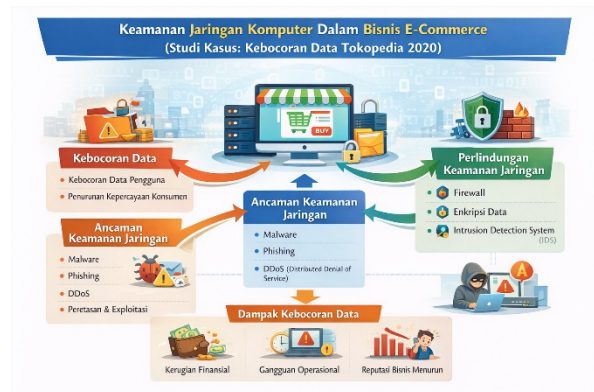 Keamanan Jaringan Komputer Dalam Bisnis E-Commerce
(Studi Kasus: Kebocoran Data Tokopedia 2020)
BUY
Kebocoran Data
Kebocoran Data Pengguna
Penurunan Kepercayaan Konsumen
Perlindungan
Keamanan Jaringan
Firewall
Enkripsi Data
Intrusion Detection System
(IDS)
Ancaman
Keamanan Jaringan
Malware
Phishing
DDoS
Peretasan & Exploitasi
Ancaman Keamanan
Jaringan
Malware
Phishing
DDoS (Distributed Denial of
Service)
A
Dampak Kebocoran Data
Kerugian Finansial
Gangguan Operasional
Reputasi Bisnis Menurun